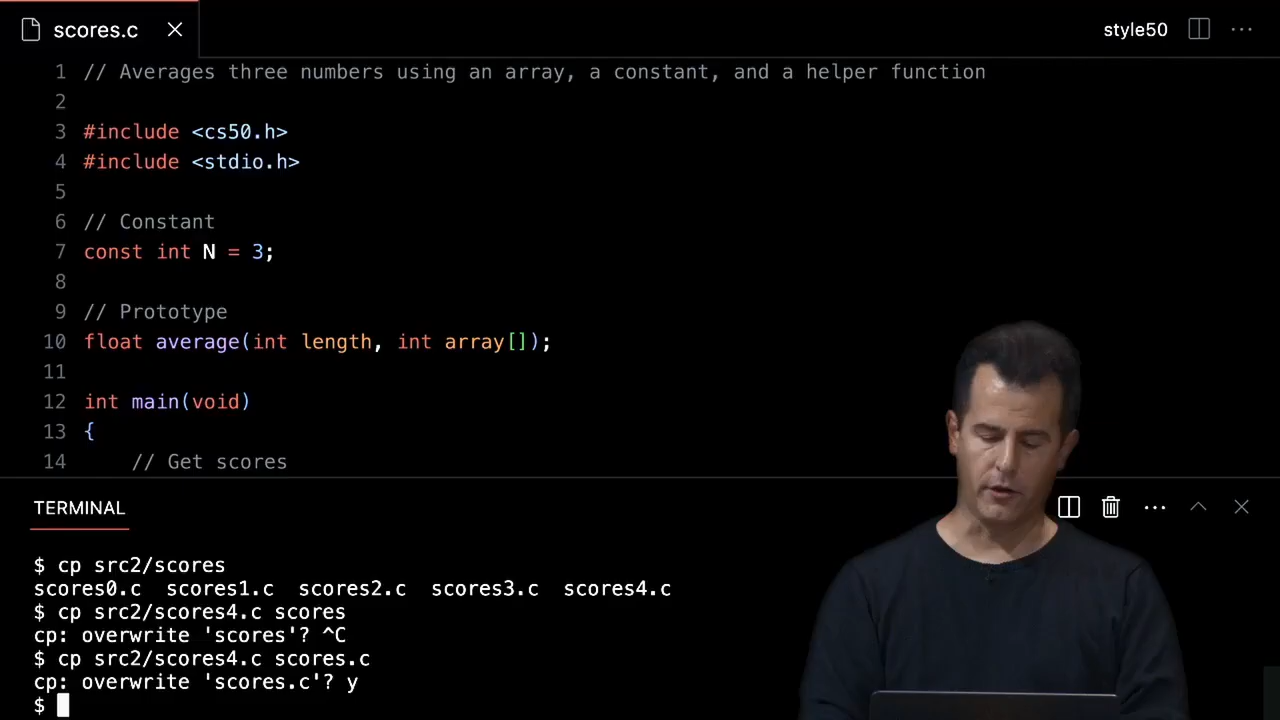 scores.c
style50
1 // Averages three numbers using an array, a constant, and a helper function
2
3 #include <cs50.h>
4 #include <stdio.h>
5
6 // Constant
7 const int N = 3;
8
9 // Prototype
10 float average(int length, int array[]);
11
12 int main(void)
13 {
14     // Get scores
TERMINAL
$ cp src2/scores
scores0.c  scores1.c  scores2.c  scores3.c  scores4.c
$ cp src2/scores4.c scores
cp: overwrite 'scores'? ^C
$ cp src2/scores4.c scores.c
cp: overwrite 'scores.c'? y
$